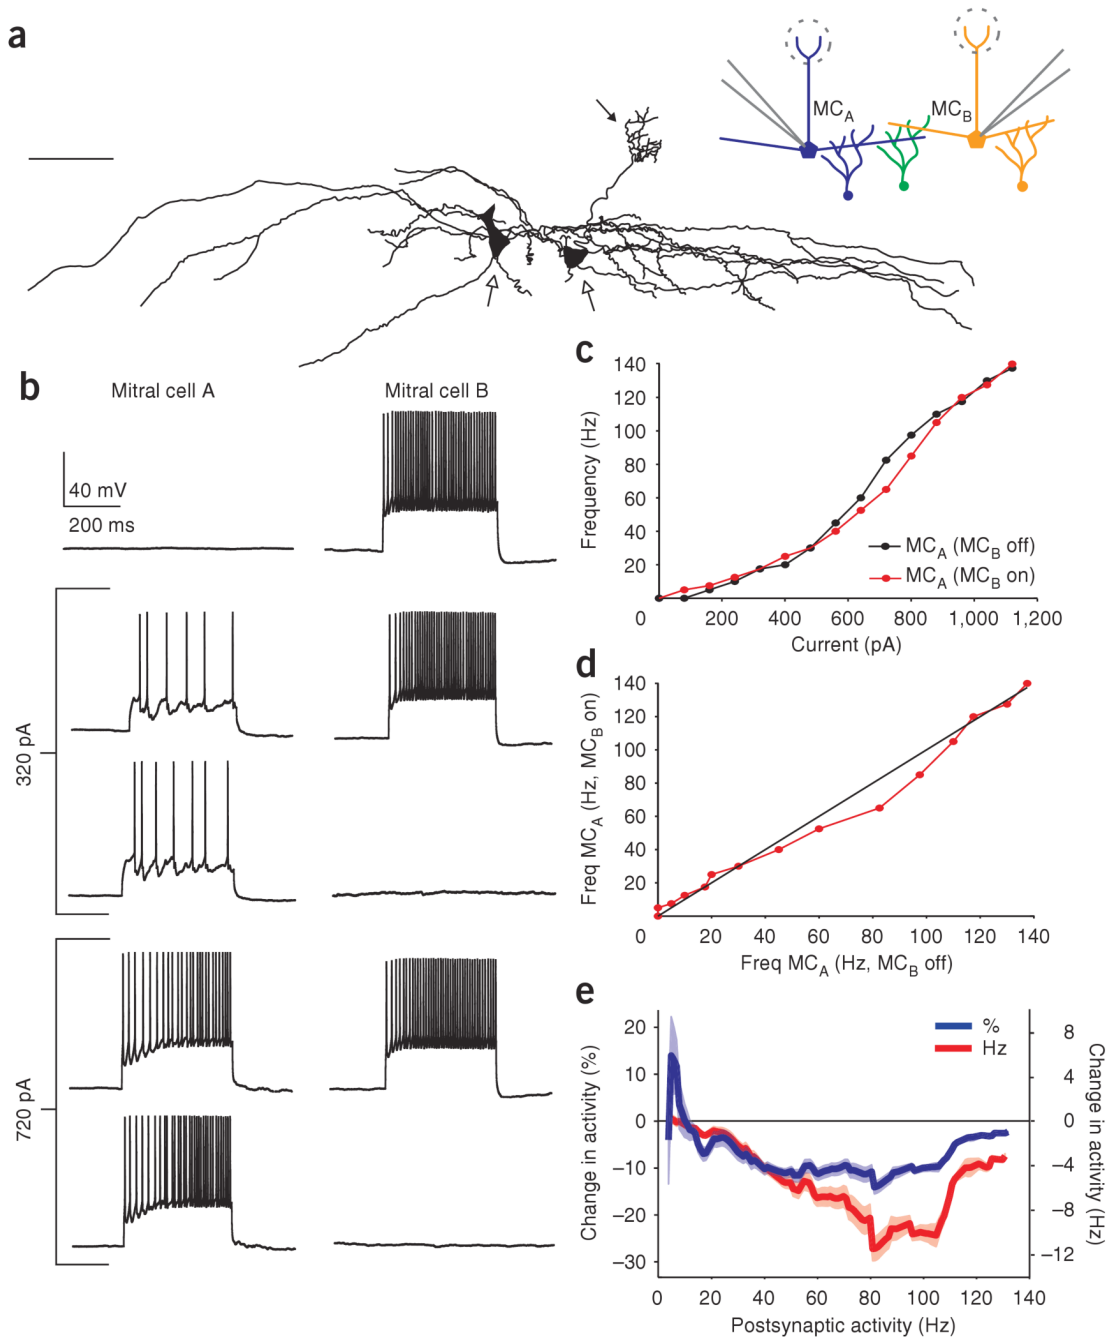 a
MCA
MCB
b
Mitral cell A
Mitral cell B
40 mV
200 ms
320 pA
720 pA
c
Frequency (Hz)
140
120
100
80
60
40
20
0
200
400
600
800
1,000
1,200
Current (pA)
MCA (MCB off)
MCA (MCB on)
d
Freq MCA (Hz, MCB on)
140
120
100
80
60
40
20
0
20
40
60
80
100
120
140
Freq MCA (Hz, MCB off)
e
Change in activity (%)
20
10
0
–10
–20
–30
%
Hz
8
4
0
–4
–8
–12
Change in activity (Hz)
0
20
40
60
80
100
120
140
Postsynaptic activity (Hz)